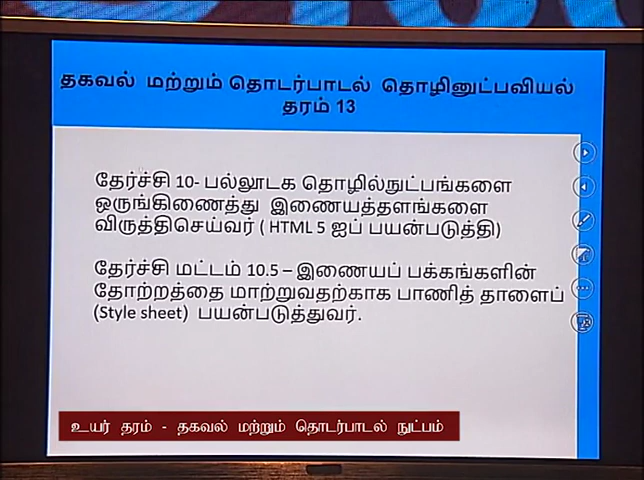 தகவல் மற்றும் தொடர்பாடல் தொழினுட்பவியல்
தரம் 13
தேர்ச்சி 10- பல்லூடக தொழில்நுட்பங்களை
ஒருங்கிணைத்து இணையத்தளங்களை
விருத்திசெய்வர் ( HTML 5 ஐப் பயன்படுத்தி)
தேர்ச்சி மட்டம் 10.5 – இணையப் பக்கங்களின்
தோற்றத்தை மாற்றுவதற்காக பாணித் தாளைப்
(Style sheet) பயன்படுத்துவர்.
உயர் தரம் - தகவல் மற்றும் தொடர்பாடல் நுட்பம்